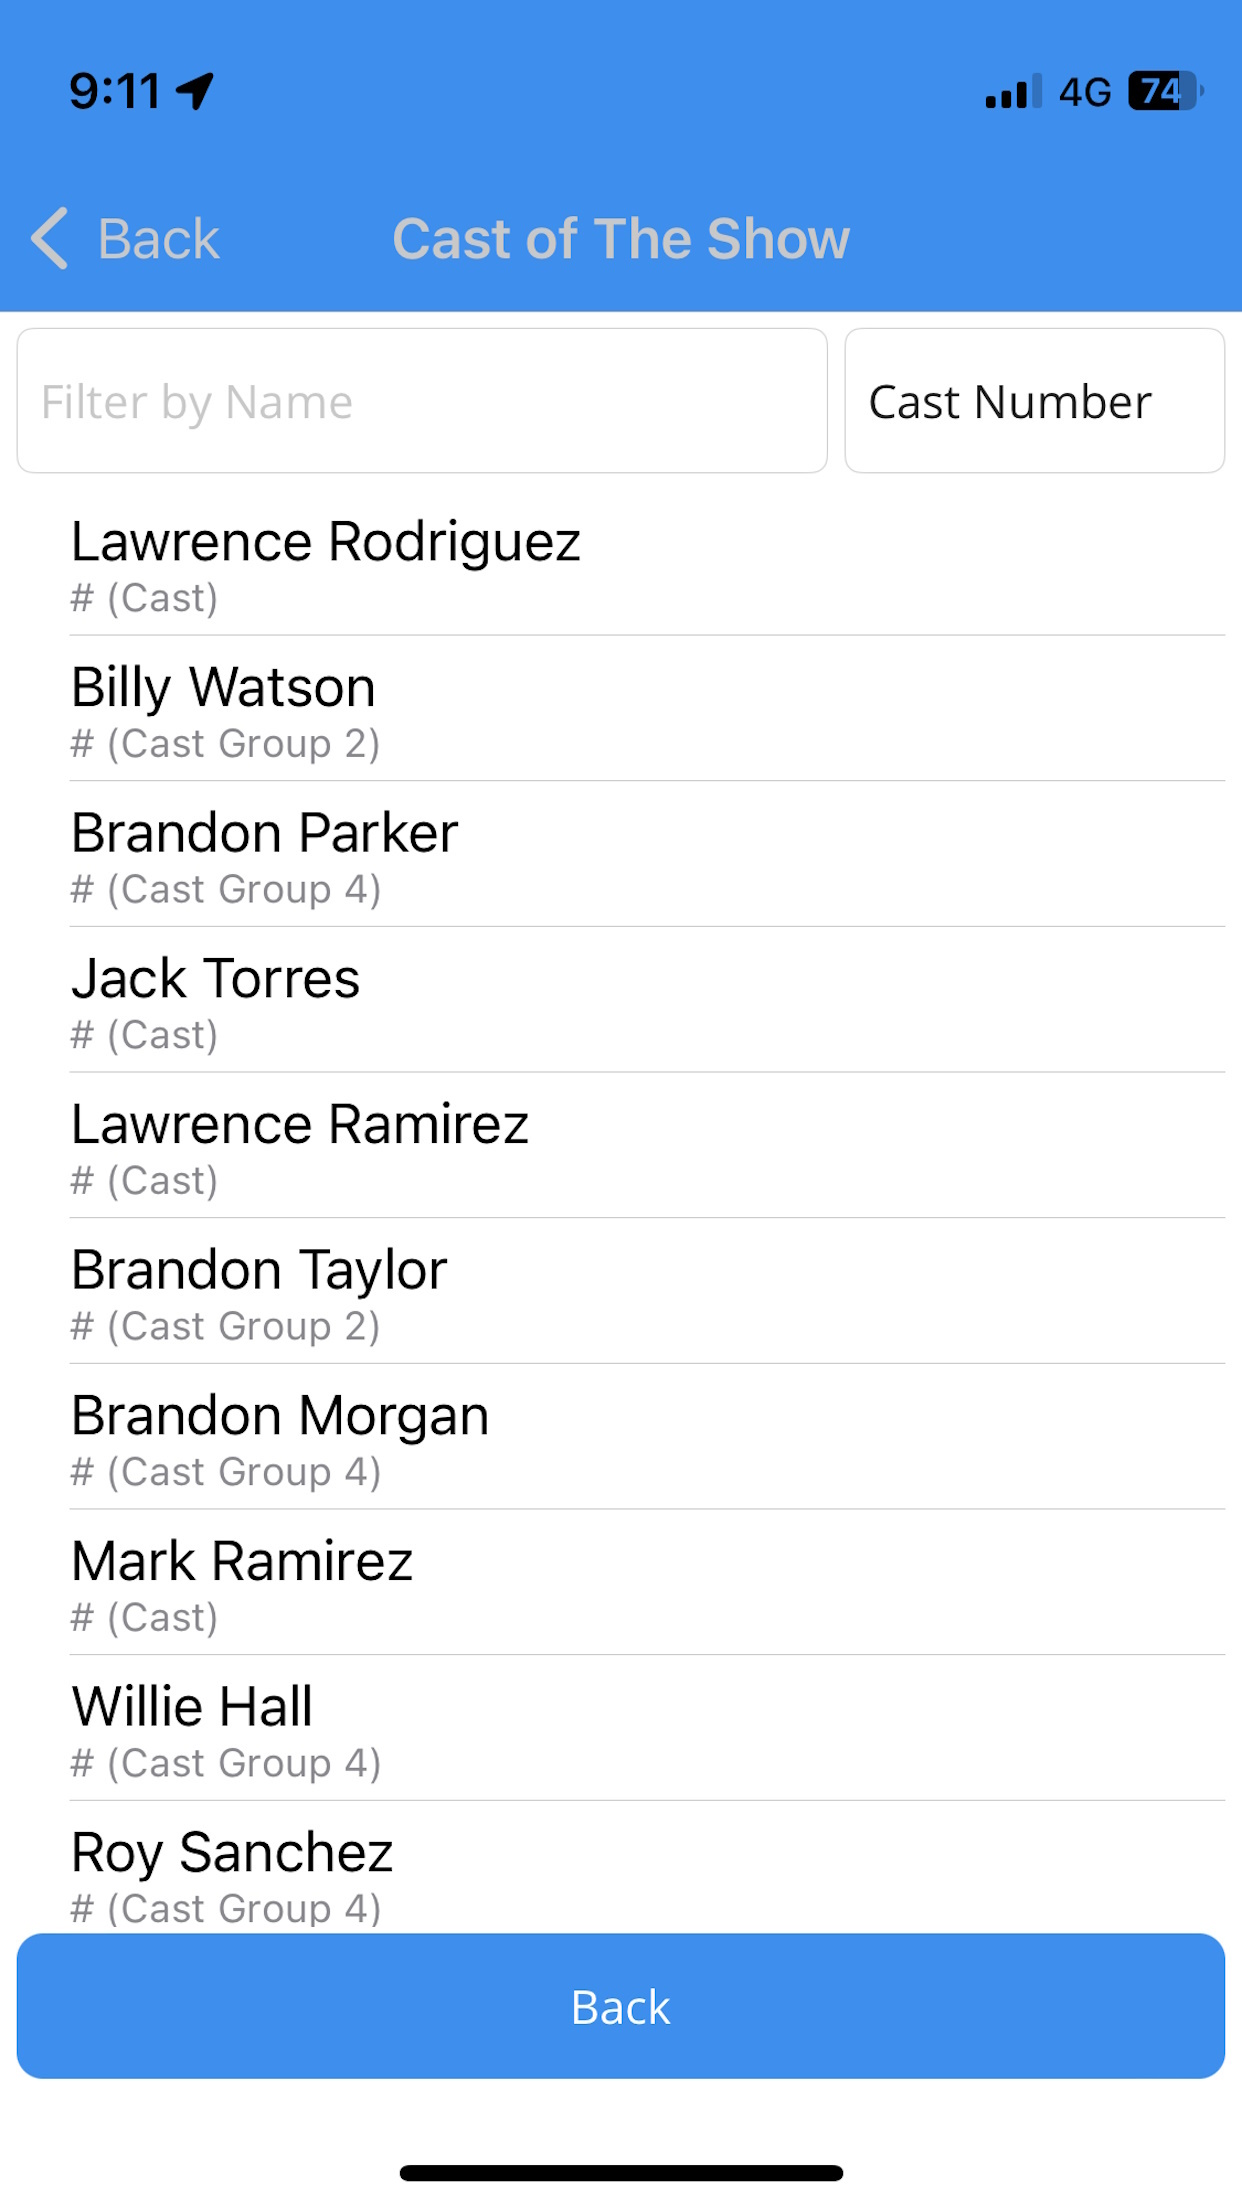 9:11 4G 74
Back Cast of The Show
Filter by Name Cast Number
Lawrence Rodriguez
# (Cast)
Billy Watson
# (Cast Group 2)
Brandon Parker
# (Cast Group 4)
Jack Torres
# (Cast)
Lawrence Ramirez
# (Cast)
Brandon Taylor
# (Cast Group 2)
Brandon Morgan
# (Cast Group 4)
Mark Ramirez
# (Cast)
Willie Hall
# (Cast Group 4)
Roy Sanchez
# (Cast Group 4)
Back